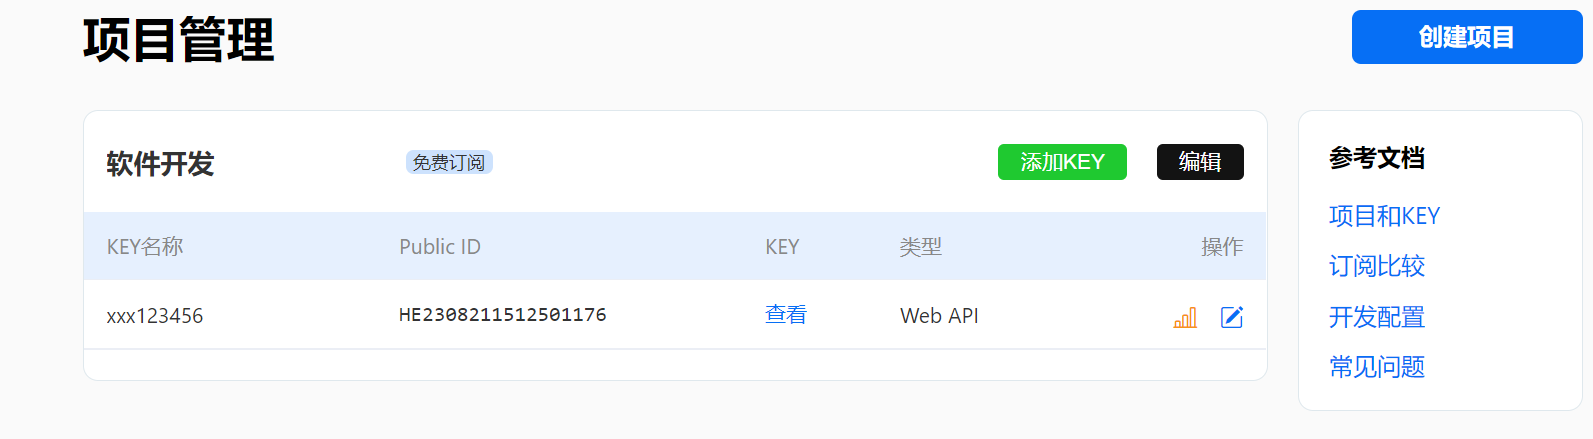 项目管理
创建项目
软件开发 免费订阅 添加KEY 编辑
KEY名称 Public ID KEY 类型 操作
xxx123456 HE2308211512501176 查看 Web API
参考文档
项目和KEY
订阅比较
开发配置
常见问题